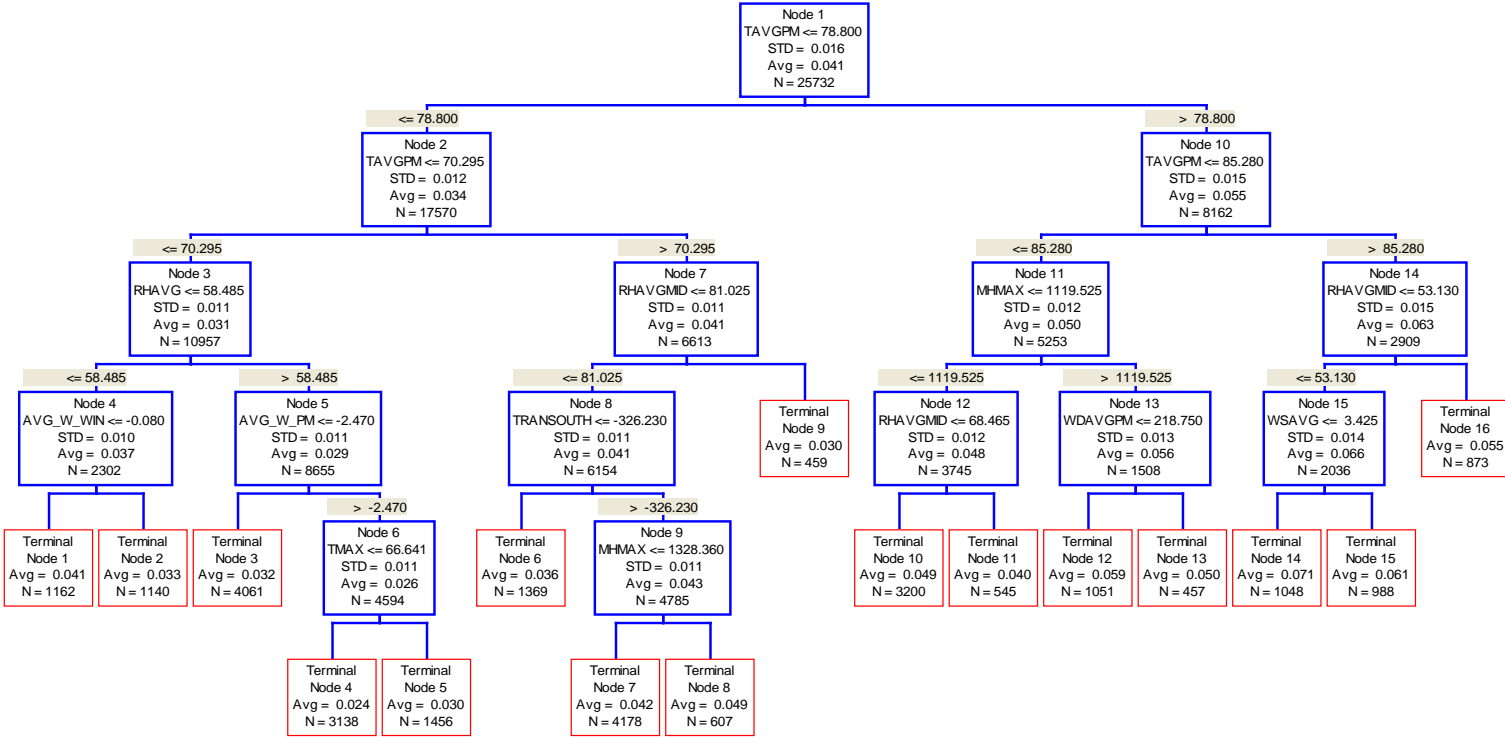 Node 1
TAVGPM <= 78.800
STD = 0.016
Avg = 0.041
N = 25732
<= 78.800
> 78.800
Node 2
TAVGPM <= 70.295
STD = 0.012
Avg = 0.034
N = 17570
Node 10
TAVGPM <= 85.280
STD = 0.015
Avg = 0.055
N = 8162
<= 70.295
> 70.295
<= 85.280
> 85.280
Node 3
RHAVG <= 58.485
STD = 0.011
Avg = 0.031
N = 10957
Node 7
RHAVGMID <= 81.025
STD = 0.011
Avg = 0.041
N = 6613
Node 11
MHMAX <= 1119.525
STD = 0.012
Avg = 0.050
N = 5253
Node 14
RHAVGMID <= 53.130
STD = 0.015
Avg = 0.063
N = 2909
<= 58.485
> 58.485
<= 81.025
<= 1119.525
> 1119.525
<= 53.130
Node 4
AVG_W_WIN <= -0.080
STD = 0.010
Avg = 0.037
N = 2302
Node 5
AVG_W_PM <= -2.470
STD = 0.011
Avg = 0.029
N = 8655
Node 8
TRANSOUTH <= -326.230
STD = 0.011
Avg = 0.041
N = 6154
Terminal
Node 9
Avg = 0.030
N = 459
Node 12
RHAVGMID <= 68.465
STD = 0.012
Avg = 0.048
N = 3745
Node 13
WDAVGPM <= 218.750
STD = 0.013
Avg = 0.056
N = 1508
Node 15
WSAVG <= 3.425
STD = 0.014
Avg = 0.066
N = 2036
Terminal
Node 16
Avg = 0.055
N = 873
> -2.470
> -326.230
Terminal
Node 1
Avg = 0.041
N = 1162
Terminal
Node 2
Avg = 0.033
N = 1140
Terminal
Node 3
Avg = 0.032
N = 4061
Node 6
TMAX <= 66.641
STD = 0.011
Avg = 0.026
N = 4594
Terminal
Node 6
Avg = 0.036
N = 1369
Node 9
MHMAX <= 1328.360
STD = 0.011
Avg = 0.043
N = 4785
Terminal
Node 10
Avg = 0.049
N = 3200
Terminal
Node 11
Avg = 0.040
N = 545
Terminal
Node 12
Avg = 0.059
N = 1051
Terminal
Node 13
Avg = 0.050
N = 457
Terminal
Node 14
Avg = 0.071
N = 1048
Terminal
Node 15
Avg = 0.061
N = 988
Terminal
Node 4
Avg = 0.024
N = 3138
Terminal
Node 5
Avg = 0.030
N = 1456
Terminal
Node 7
Avg = 0.042
N = 4178
Terminal
Node 8
Avg = 0.049
N = 607